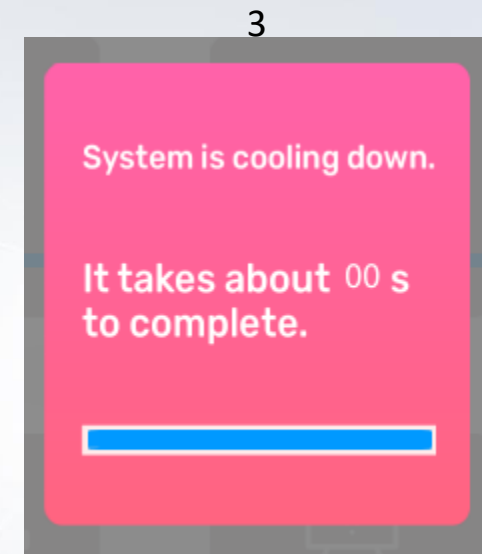 3
System is cooling down.
It takes about 00 s
to complete.